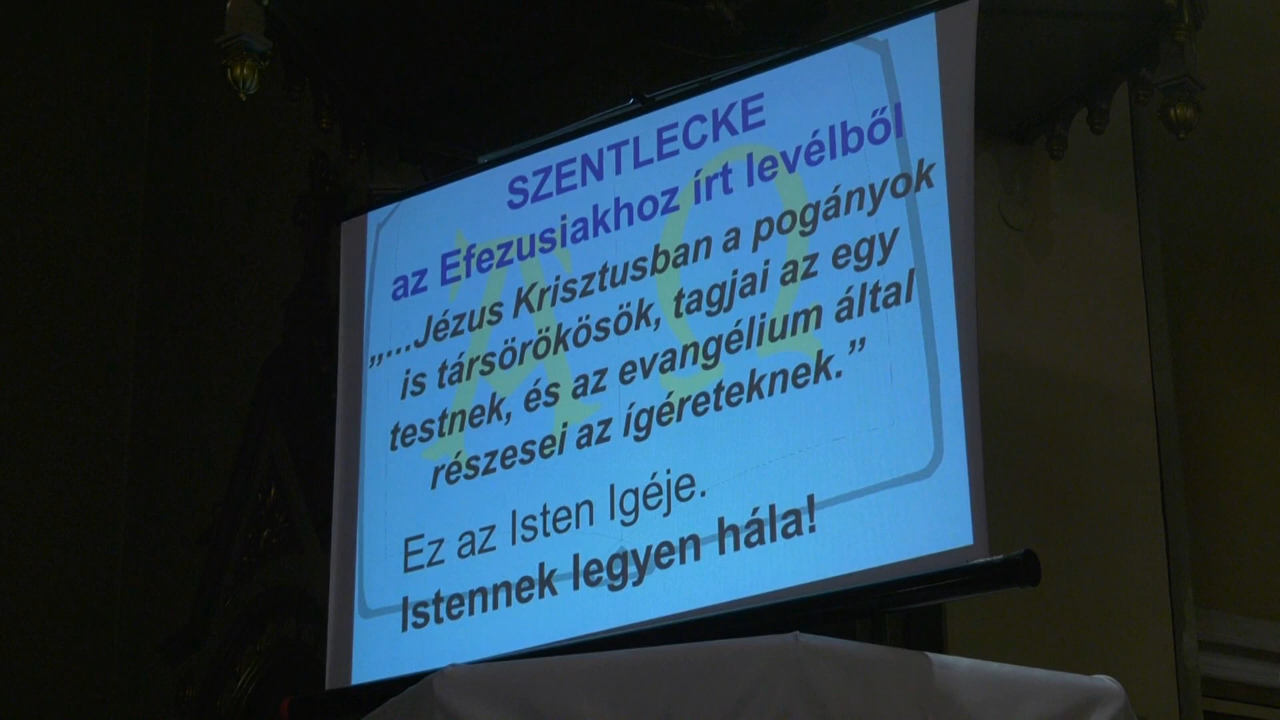 SZENTLECKE
az Efezusiakhoz írt levélből
„...Jézus Krisztusban a pogányok
is társörökösök, tagjai az egy
testnek, és az evangélium által
részesei az ígéreteknek.”
Ez az Isten Igéje.
Istennek legyen hála!